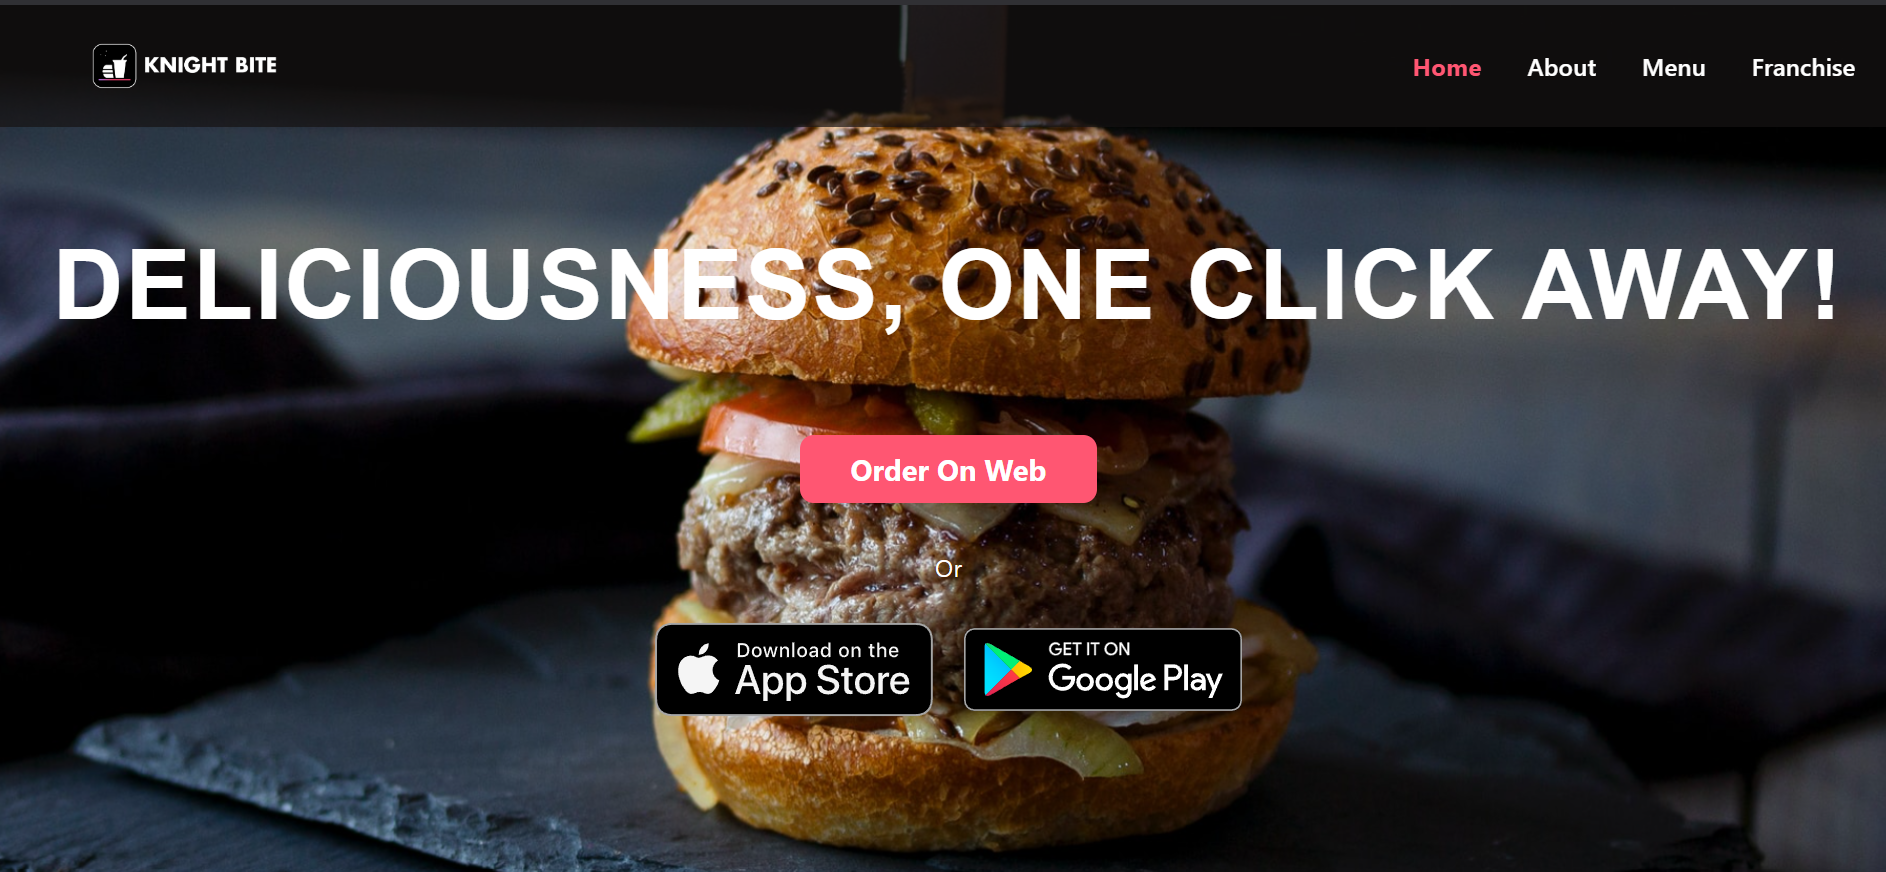 KNIGHT BITE
Home About Menu Franchise
DELICIOUSNESS, ONE CLICK AWAY!
Order On Web
Or
Download on the
App Store
GET IT ON
Google Play